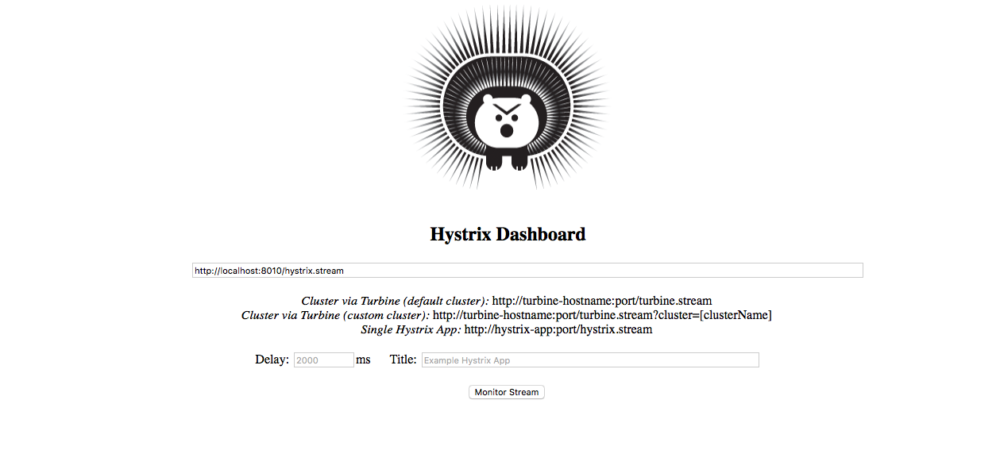 Hystrix Dashboard
http://localhost:8010/hystrix.stream
Cluster via Turbine (default cluster): http://turbine-hostname:port/turbine.stream
Cluster via Turbine (custom cluster): http://turbine-hostname:port/turbine.stream?cluster=[clusterName]
Single Hystrix App: http://hystrix-app:port/hystrix.stream
Delay: 2000 ms Title: Example Hystrix App
Monitor Stream